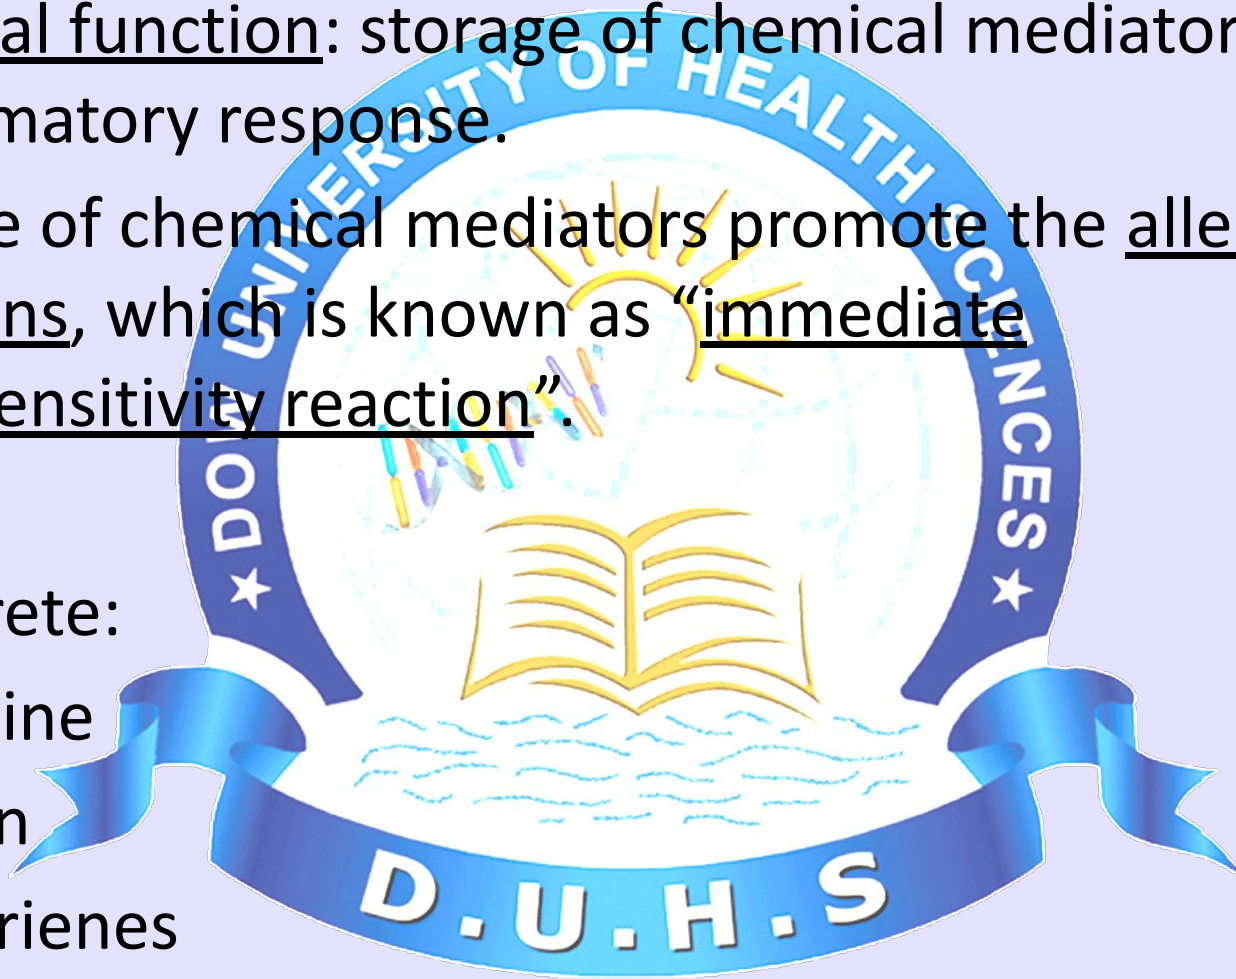 al function: storage of chemical mediator
matory response.
e of chemical mediators promote the alle
ns, which is known as “immediate
ensitivity reaction”.
rete:
ine
n
rienes
★ DOW UNIVERSITY OF HEALTH SCIENCES ★
D.U.H.S